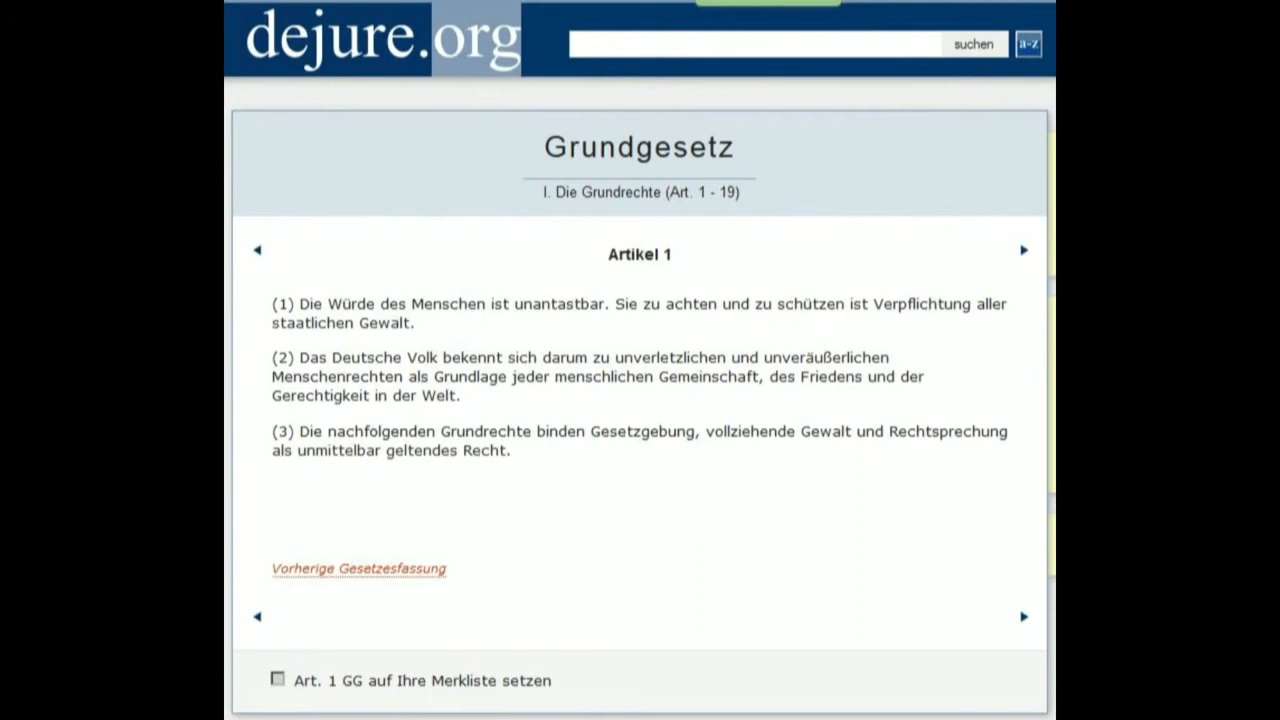 dejure.org
suchen
a-z
Grundgesetz
I. Die Grundrechte (Art. 1 - 19)
Artikel 1
(1) Die Würde des Menschen ist unantastbar. Sie zu achten und zu schützen ist Verpflichtung aller
staatlichen Gewalt.
(2) Das Deutsche Volk bekennt sich darum zu unverletzlichen und unveräußerlichen
Menschenrechten als Grundlage jeder menschlichen Gemeinschaft, des Friedens und der
Gerechtigkeit in der Welt.
(3) Die nachfolgenden Grundrechte binden Gesetzgebung, vollziehende Gewalt und Rechtsprechung
als unmittelbar geltendes Recht.
Vorherige Gesetzesfassung
Art. 1 GG auf Ihre Merkliste setzen